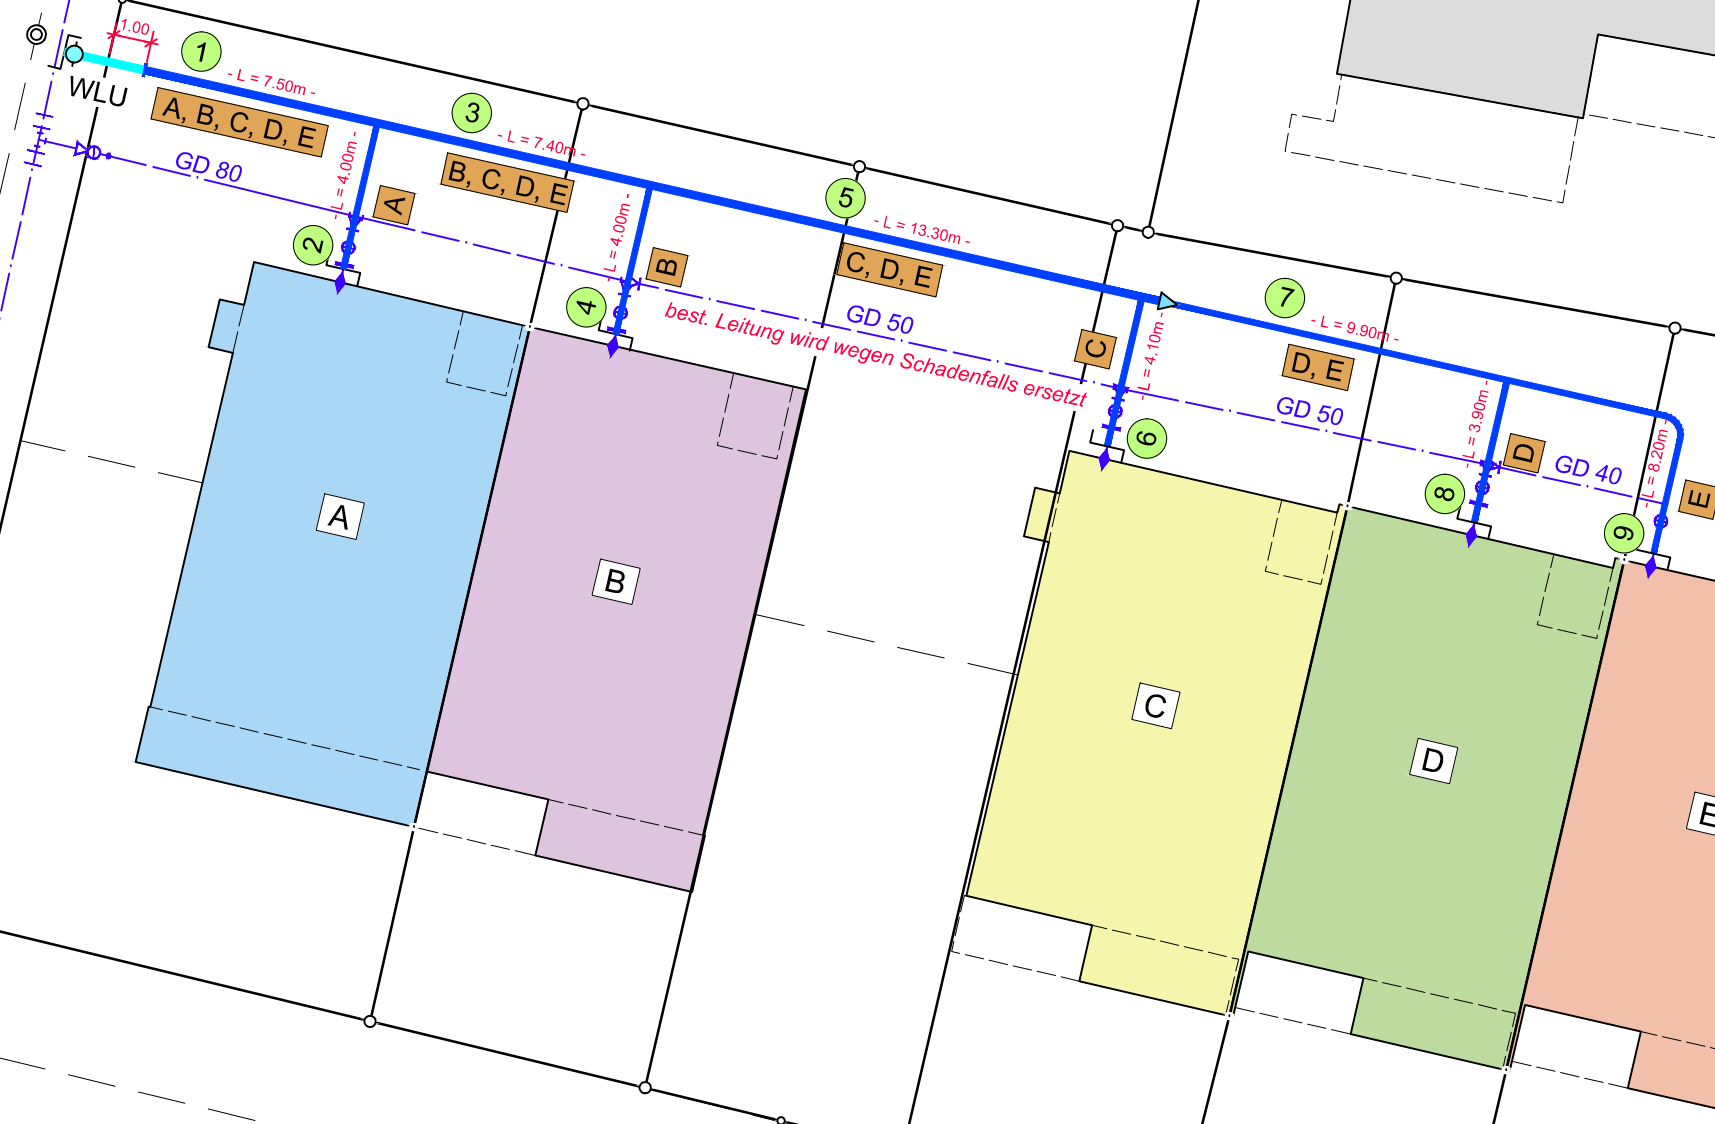 1.00
1
WLU
- L = 7.50m -
A, B, C, D, E
3
- L = 7.40m -
B, C, D, E
GD 80
- L = 4.00m -
A
2
- L = 4.00m -
B
4
5
- L = 13.30m -
C, D, E
GD 50
best. Leitung wird wegen Schadenfalls ersetzt
7
- L = 9.90m -
D, E
C
- L = 4.10m -
6
GD 50
- L = 3.90m -
D
8
GD 40
- L = 8.20m -
E
9
A
B
C
D
E